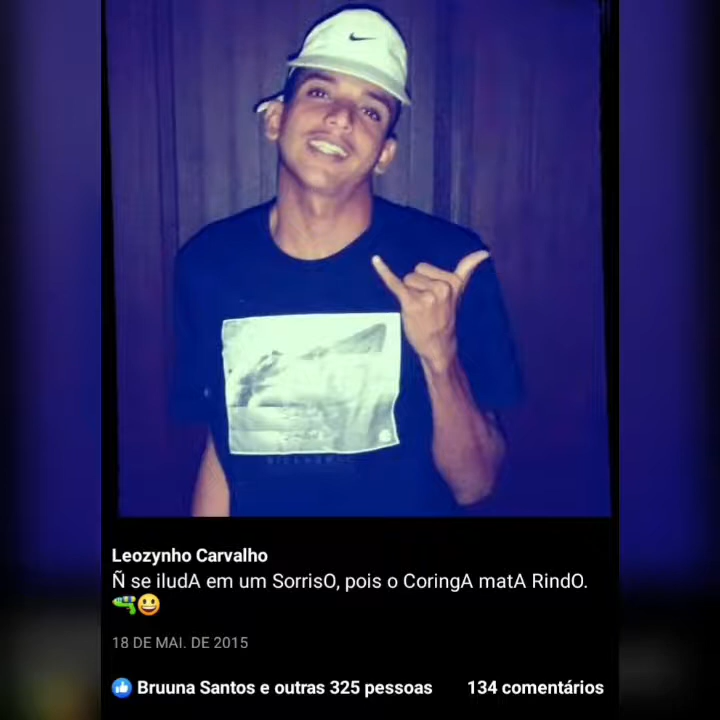 Leozynho Carvalho
Ñ se iludA em um SorrisO, pois o CoringA matA RindO.
🔫😀
18 DE MAI. DE 2015
Bruuna Santos e outras 325 pessoas 134 comentários